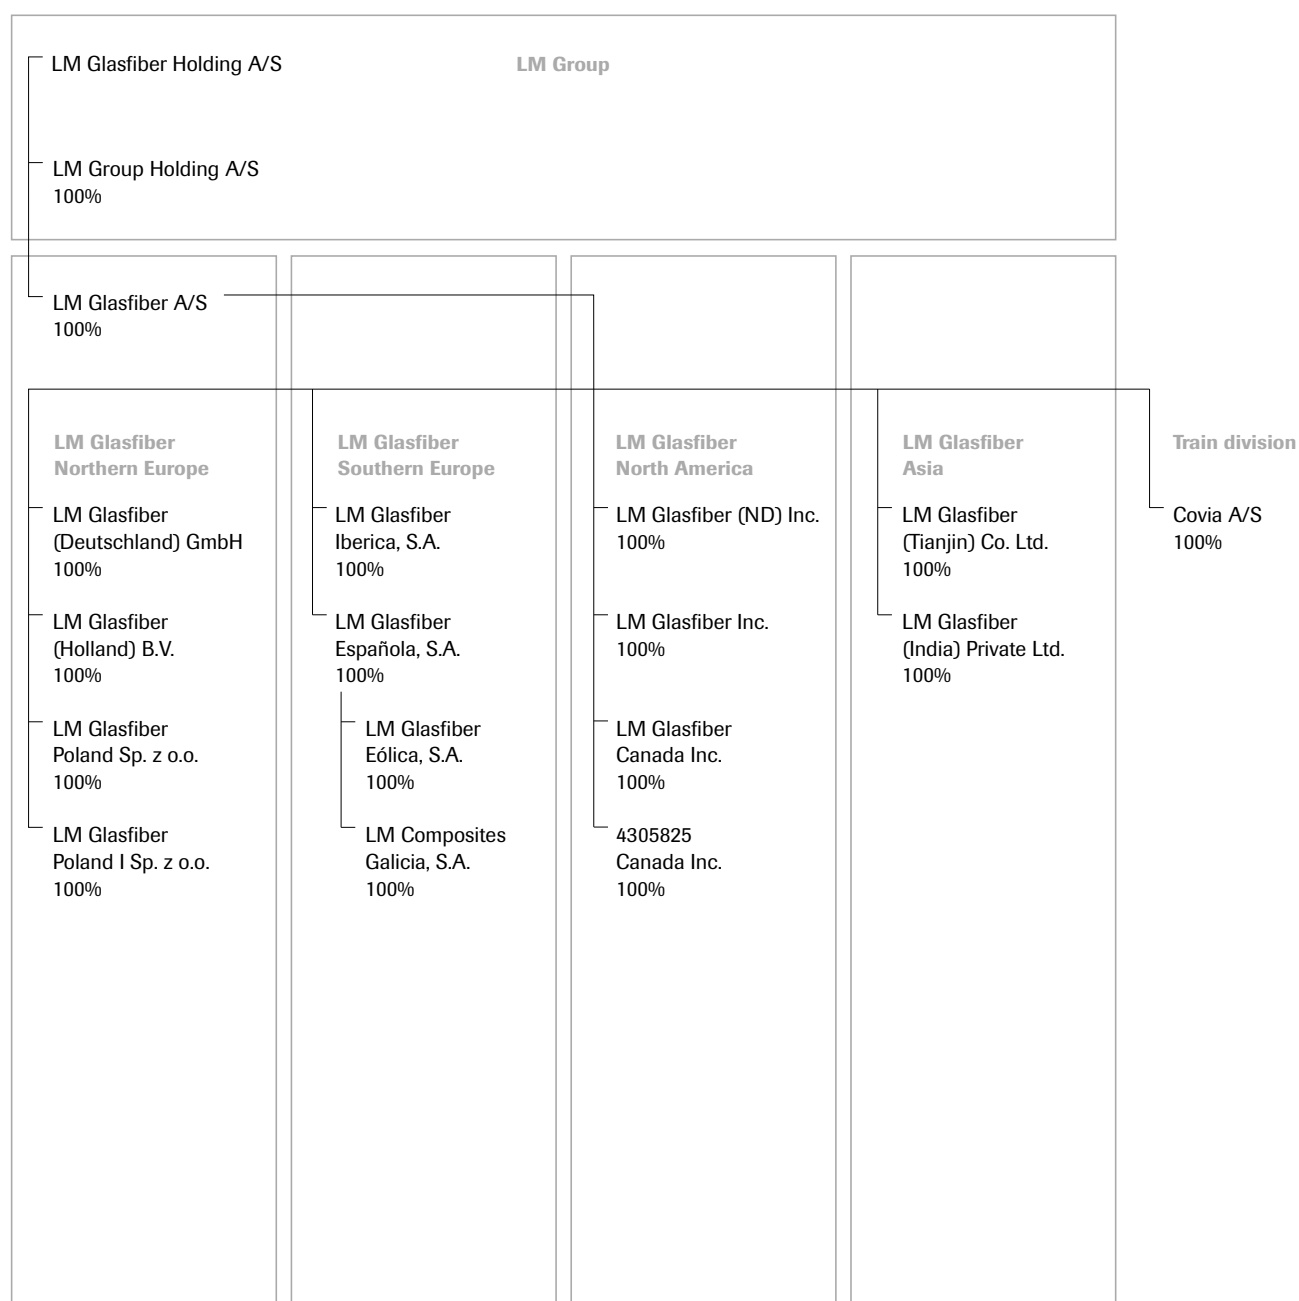 LM Glasfiber Holding A/S
LM Group
LM Group Holding A/S
100%
LM Glasfiber A/S
100%
LM Glasfiber
Northern Europe
LM Glasfiber
(Deutschland) GmbH
100%
LM Glasfiber
(Holland) B.V.
100%
LM Glasfiber
Poland Sp. z o.o.
100%
LM Glasfiber
Poland I Sp. z o.o.
100%
LM Glasfiber
Southern Europe
LM Glasfiber
Iberica, S.A.
100%
LM Glasfiber
Española, S.A.
100%
LM Glasfiber
Eólica, S.A.
100%
LM Composites
Galicia, S.A.
100%
LM Glasfiber
North America
LM Glasfiber (ND) Inc.
100%
LM Glasfiber Inc.
100%
LM Glasfiber
Canada Inc.
100%
4305825
Canada Inc.
100%
LM Glasfiber
Asia
LM Glasfiber
(Tianjin) Co. Ltd.
100%
LM Glasfiber
(India) Private Ltd.
100%
Train division
Covia A/S
100%